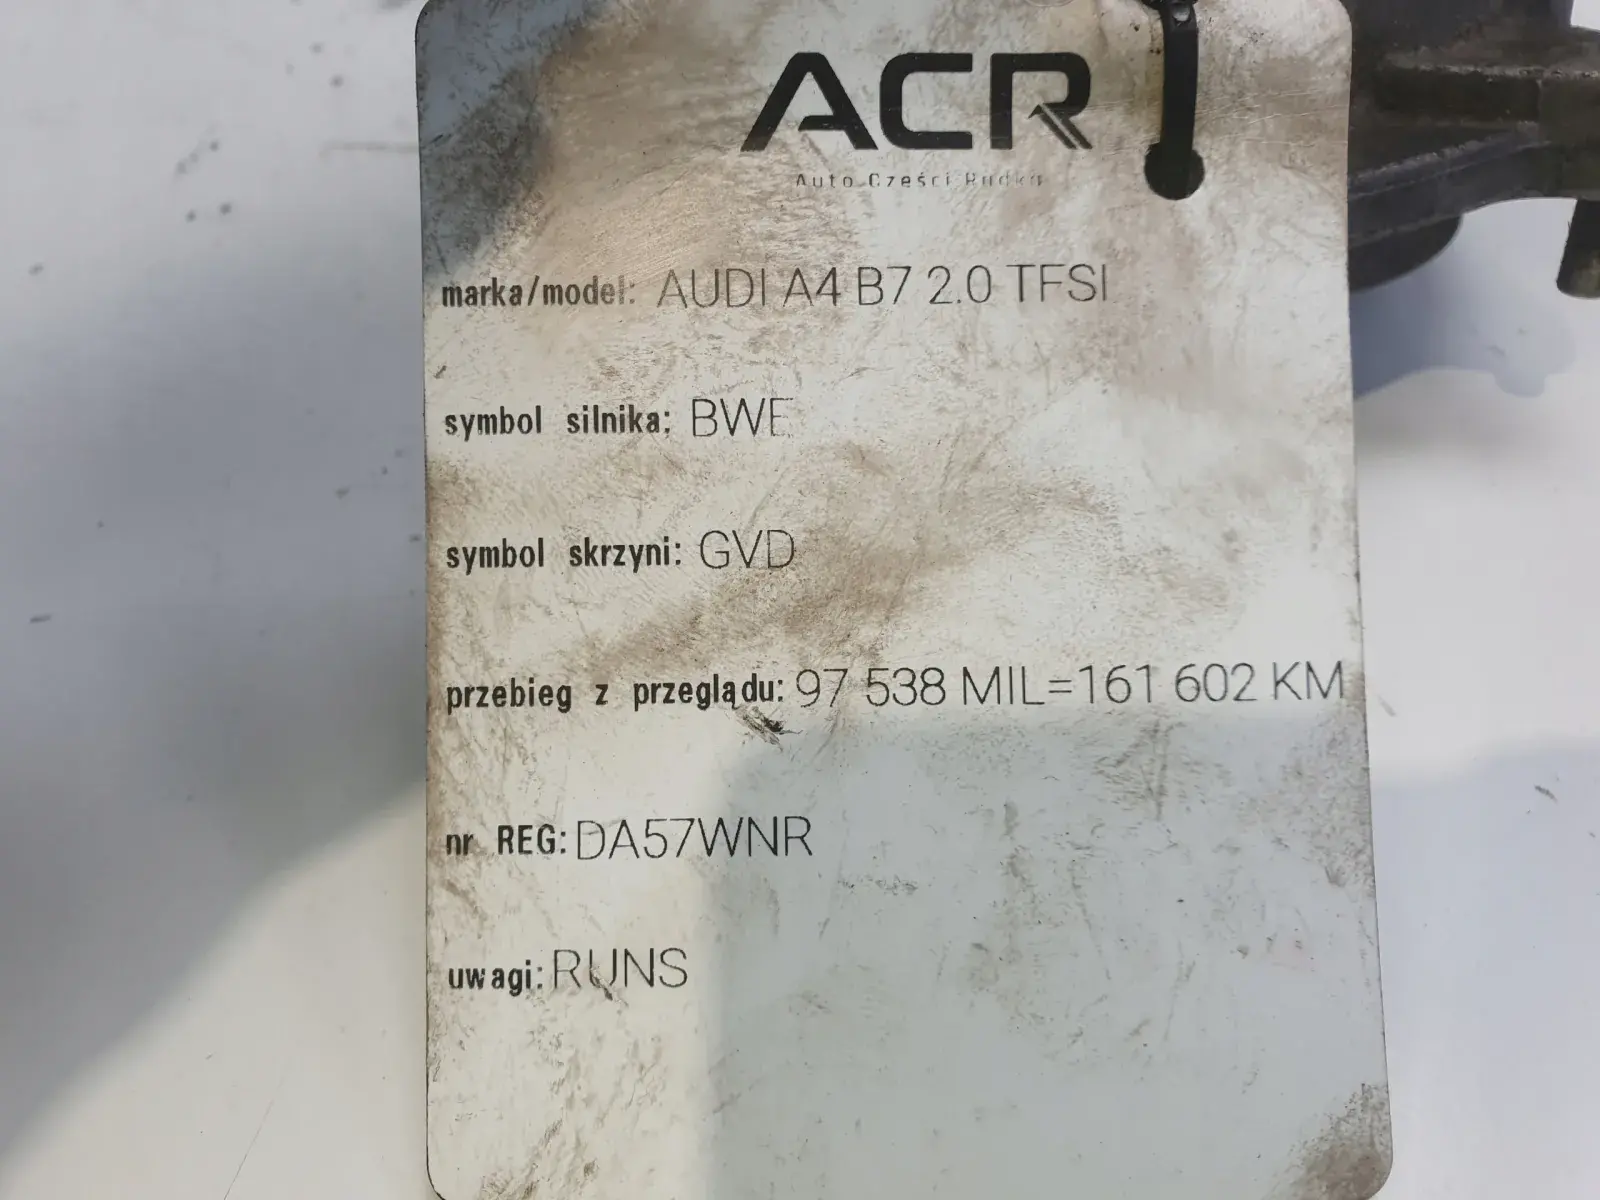 ACR
Auto Części Radka
marka/model: AUDI A4 B7 2.0 TFSI
symbol silnika: BWE
symbol skrzyni: GVD
przebieg z przeglądu: 97 538 MIL=161 602 KM
nr REG: DA57WNR
uwagi: RUNS